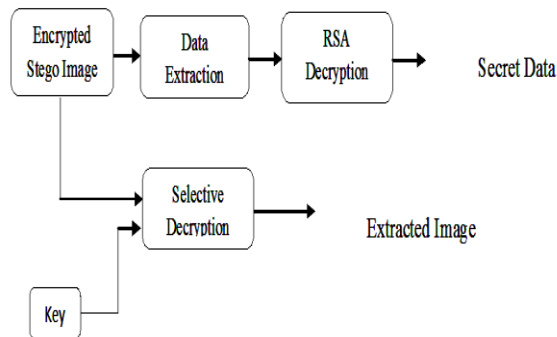 Encrypted
Stego Image
Data
Extraction
RSA
Decryption
Secret Data
Selective
Decryption
Extracted Image
Key